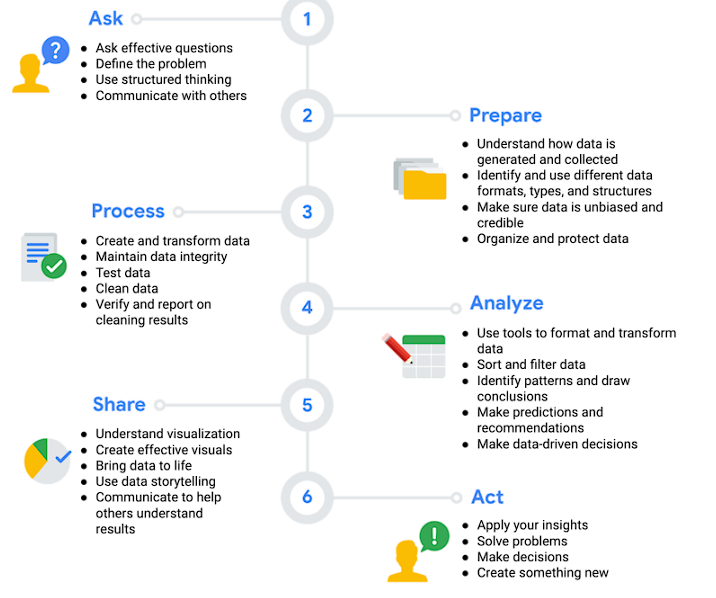 Ask
1
• Ask effective questions
• Define the problem
• Use structured thinking
• Communicate with others
2
Prepare
• Understand how data is
generated and collected
• Identify and use different data
formats, types, and structures
• Make sure data is unbiased and
credible
• Organize and protect data
Process
3
• Create and transform data
• Maintain data integrity
• Test data
• Clean data
• Verify and report on
cleaning results
4
Analyze
• Use tools to format and transform
data
• Sort and filter data
• Identify patterns and draw
conclusions
• Make predictions and
recommendations
• Make data-driven decisions
Share
5
• Understand visualization
• Create effective visuals
• Bring data to life
• Use data storytelling
• Communicate to help
others understand
results
6
Act
• Apply your insights
• Solve problems
• Make decisions
• Create something new